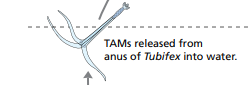 TAMs released from
anus of Tubifex into water.